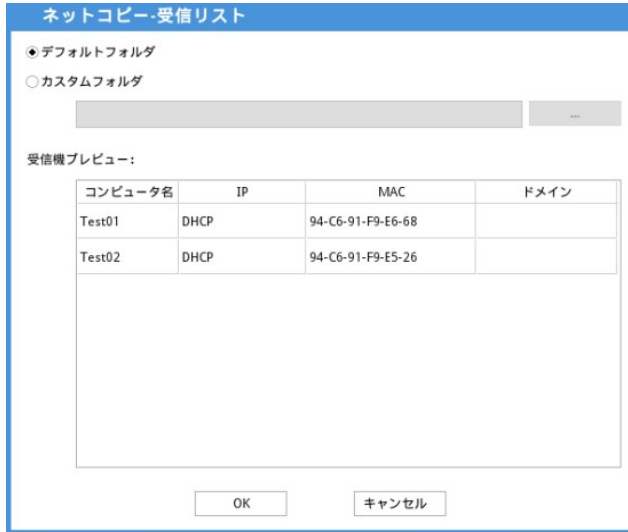 ネットコピー-受信リスト
デフォルトフォルダ
カスタムフォルダ
...
受信機プレビュー:
コンピュータ名 IP MAC ドメイン
Test01 DHCP 94-C6-91-F9-E6-68
Test02 DHCP 94-C6-91-F9-E5-26
OK キャンセル